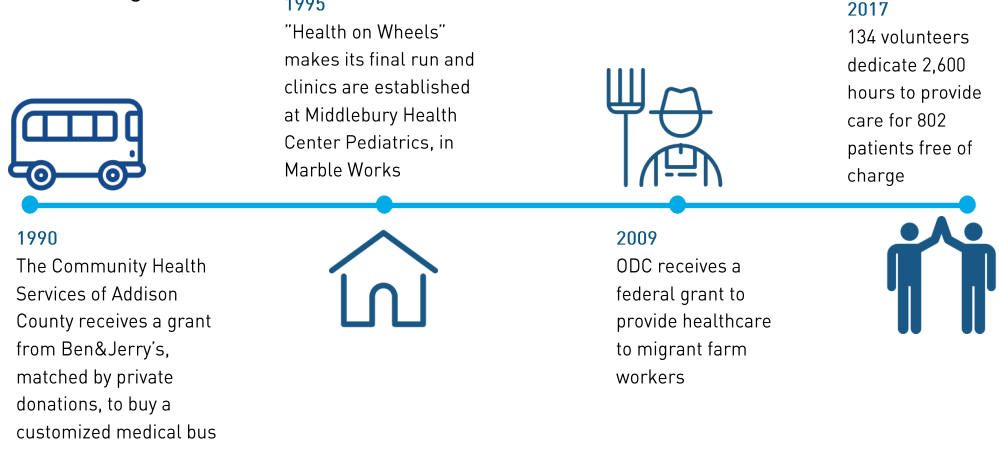 1995
”Health on Wheels”
makes its final run and
clinics are established
at Middlebury Health
Center Pediatrics, in
Marble Works
2017
134 volunteers
dedicate 2,600
hours to provide
care for 802
patients free of
charge
1990
The Community Health
Services of Addison
County receives a grant
from Ben&Jerry’s,
matched by private
donations, to buy a
customized medical bus
2009
ODC receives a
federal grant to
provide healthcare
to migrant farm
workers